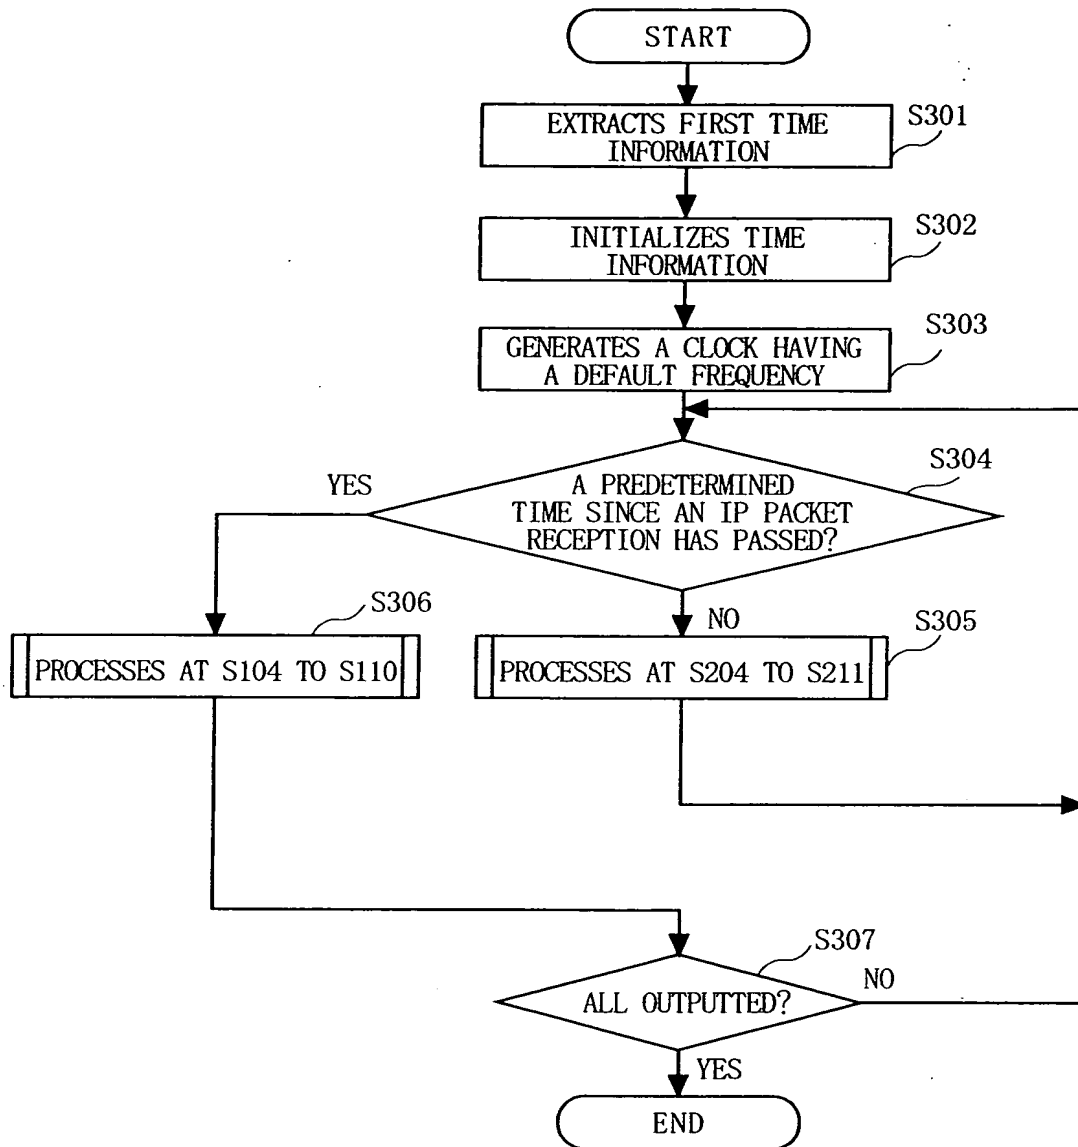 START
S301
EXTRACTS FIRST TIME
INFORMATION
S302
INITIALIZES TIME
INFORMATION
S303
GENERATES A CLOCK HAVING
A DEFAULT FREQUENCY
S304
YES
A PREDETERMINED
TIME SINCE AN IP PACKET
RECEPTION HAS PASSED?
S306
NO
S305
PROCESSES AT S104 TO S110
PROCESSES AT S204 TO S211
S307
NO
ALL OUTPUTTED?
YES
END